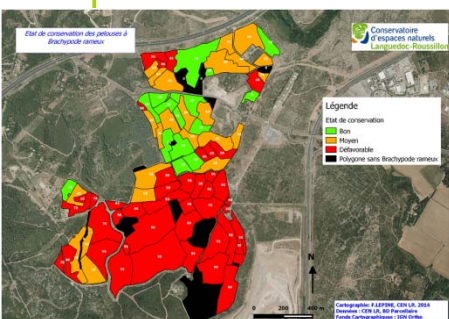 Etat de conservation des pelouses à
Brachypode rameux
Conservatoire
d'espaces naturels
Languedoc-Roussillon
Légende
Etat de conservation
Bon
Moyen
Défavorable
Polygone sans Brachypode rameux
N
0 200 400 m
Cartographie: F.LEPINE, CEN LR, 2014
Données : CEN LR, BD Parcellaire
Fonds Cartographiques : IGN Ortho